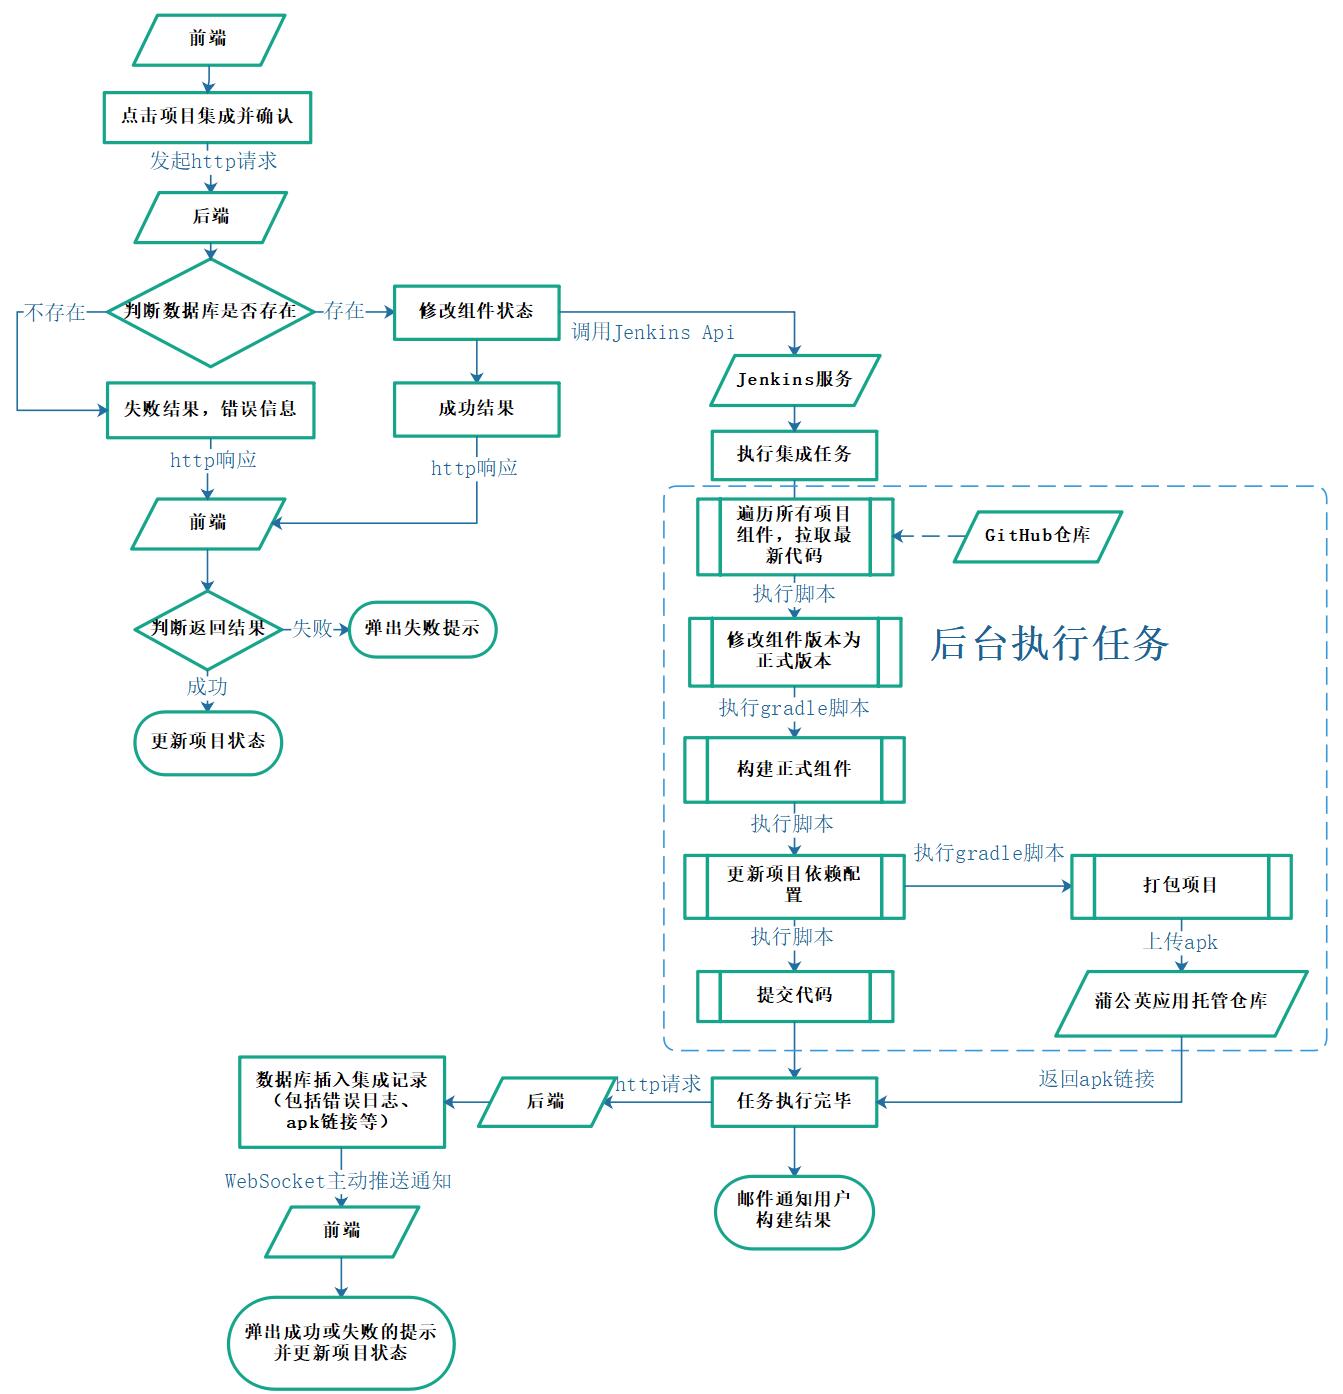 前端
点击项目集成并确认
发起http请求
后端
判断数据库是否存在
不存在
存在
修改组件状态
调用Jenkins Api
失败结果，错误信息
成功结果
http响应
http响应
前端
判断返回结果
失败
弹出失败提示
成功
更新项目状态
Jenkins服务
执行集成任务
遍历所有项目
组件，拉取最
新代码
GitHub仓库
执行脚本
修改组件版本为
正式版本
后台执行任务
执行gradle脚本
构建正式组件
执行脚本
更新项目依赖配
置
执行gradle脚本
打包项目
执行脚本
上传apk
提交代码
蒲公英应用托管仓库
返回apk链接
任务执行完毕
http请求
后端
数据库插入集成记录
（包括错误日志、
apk链接等）
邮件通知用户
构建结果
WebSocket主动推送通知
前端
弹出成功或失败的提示
并更新项目状态